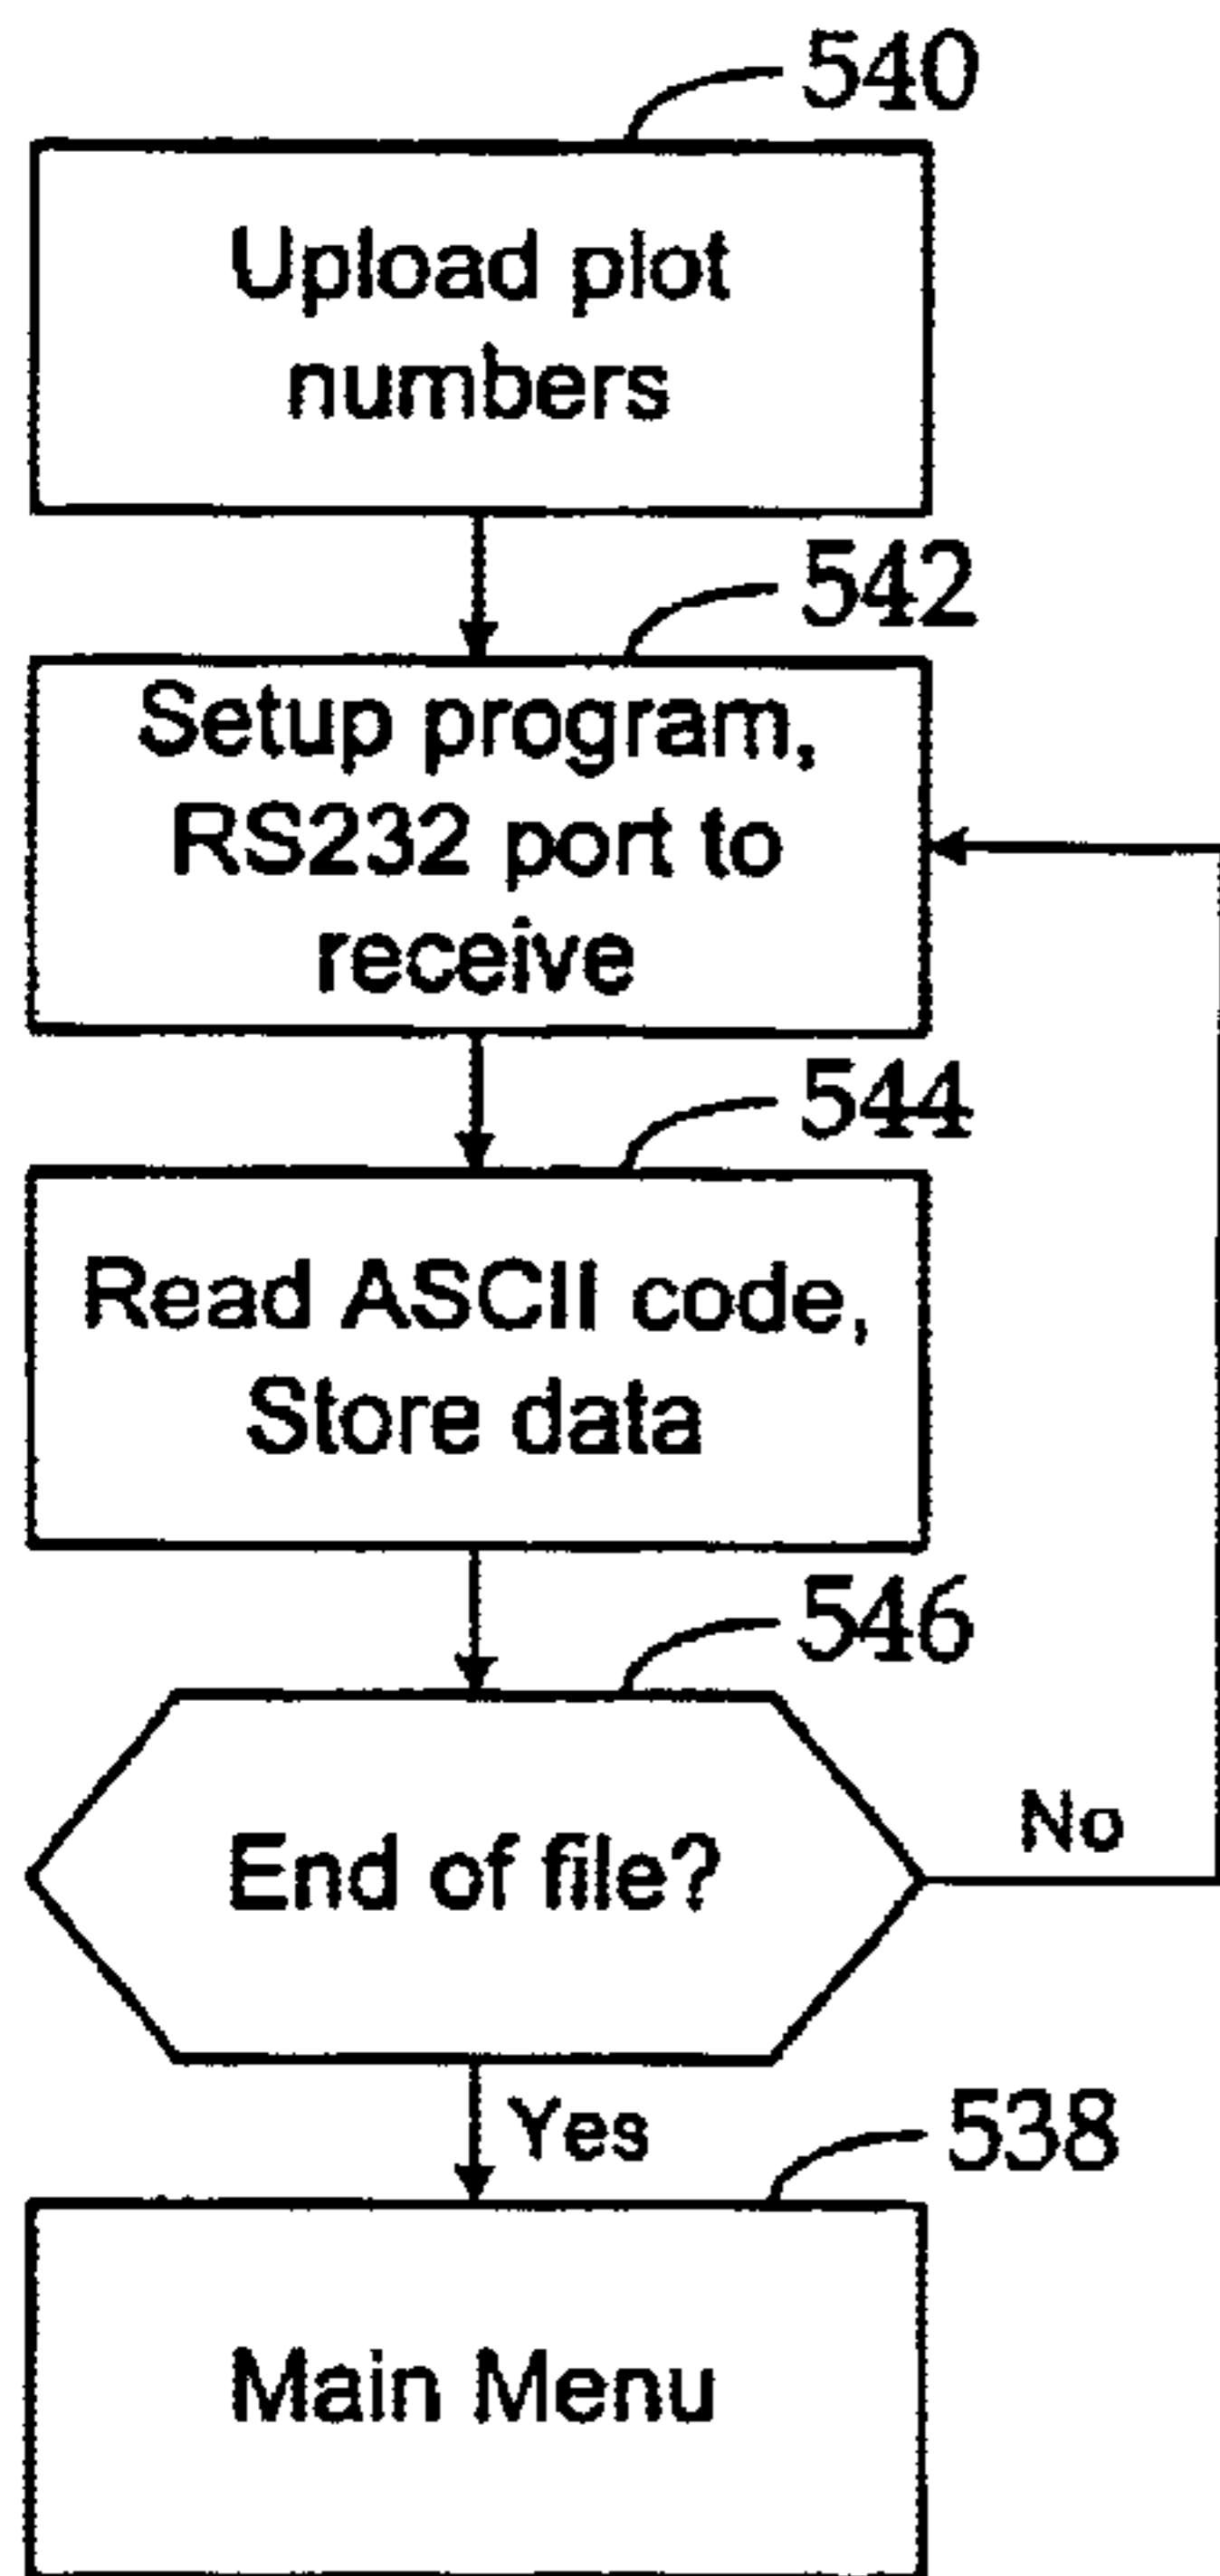 540
Upload plot
numbers
542
Setup program,
RS232 port to
receive
544
Read ASCII code,
Store data
546
End of file?
No
Yes
538
Main Menu